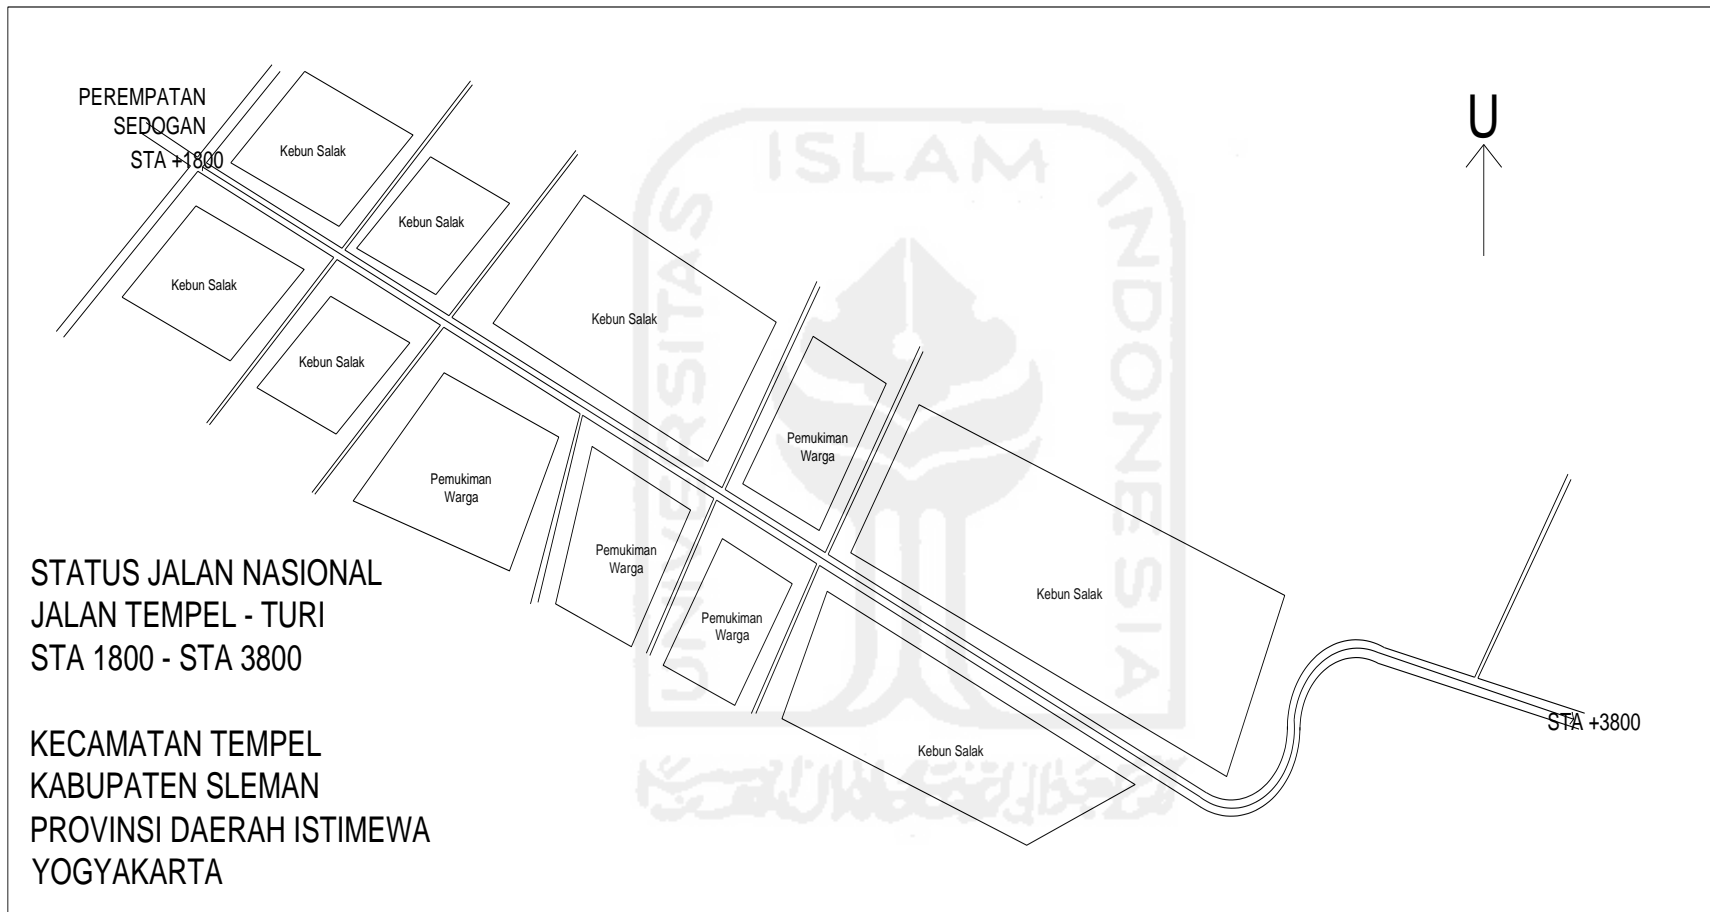 PEREMPATAN
SEDOGAN
STA +1800
Kebun Salak
Kebun Salak
Kebun Salak
Kebun Salak
Kebun Salak
Pemukiman
Warga
Pemukiman
Warga
Pemukiman
Warga
Pemukiman
Warga
Kebun Salak
Kebun Salak
U
STA +3800
STATUS JALAN NASIONAL
JALAN TEMPEL - TURI
STA 1800 - STA 3800
KECAMATAN TEMPEL
KABUPATEN SLEMAN
PROVINSI DAERAH ISTIMEWA
YOGYAKARTA
UNIVERSITAS
ISLAM
INDONESIA